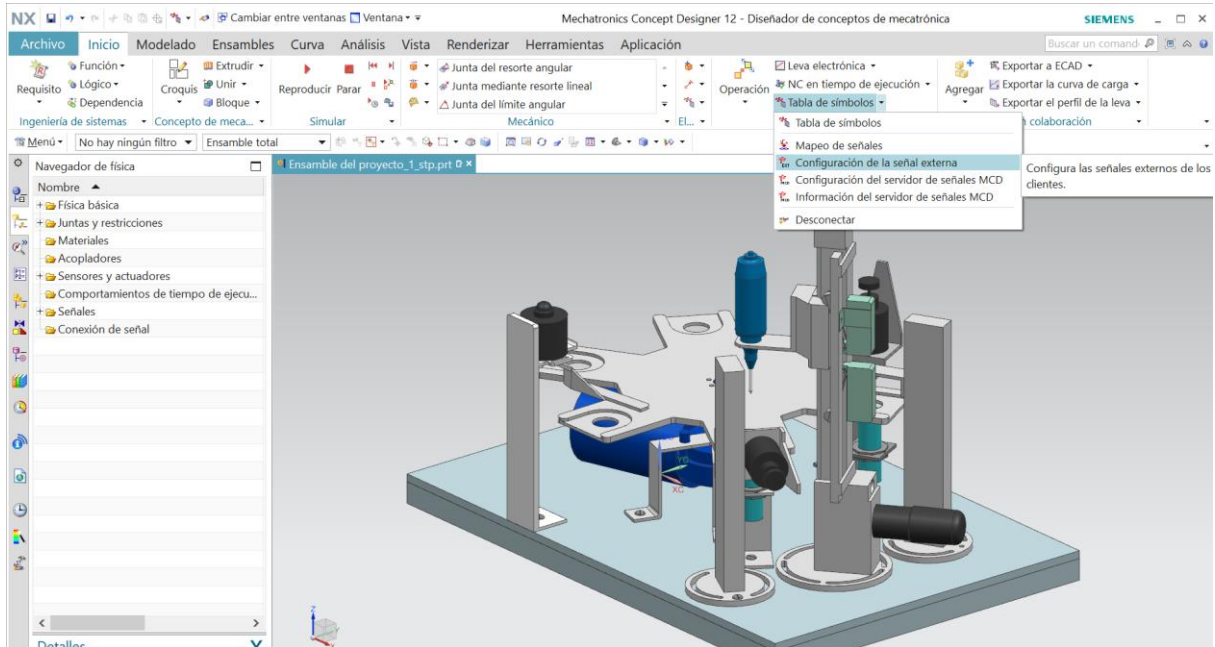 NX Cambiar entre ventanas Ventana Mechatronics Concept Designer 12 - Diseñador de conceptos de mecatrónica SIEMENS
Archivo Inicio Modelado Ensambles Curva Análisis Vista Renderizar Herramientas Aplicación Buscar un comand
Requisito
Función
Lógico
Dependencia
Ingeniería de sistemas
Croquis
Extrudir
Unir
Bloque
Concepto de meca...
Reproducir Parar
Simular
Junta del resorte angular
Junta mediante resorte lineal
Junta del límite angular
Mecánico
El...
Operación
Leva electrónica
NC en tiempo de ejecución
Tabla de símbolos
Agregar
Exportar a ECAD
Exportar la curva de carga
Exportar el perfil de la leva
colaboración
Tabla de símbolos
Mapeo de señales
Configuración de la señal externa
Configuración del servidor de señales MCD
Información del servidor de señales MCD
Desconectar
Configura las señales externos de los
clientes.
Menú No hay ningún filtro Ensamble total
Navegador de física
Ensamble del proyecto_1_stp.prt
Nombre
Física básica
Juntas y restricciones
Materiales
Acopladores
Sensores y actuadores
Comportamientos de tiempo de ejecu...
Señales
Conexión de señal
XC
YC
Z
Detalles